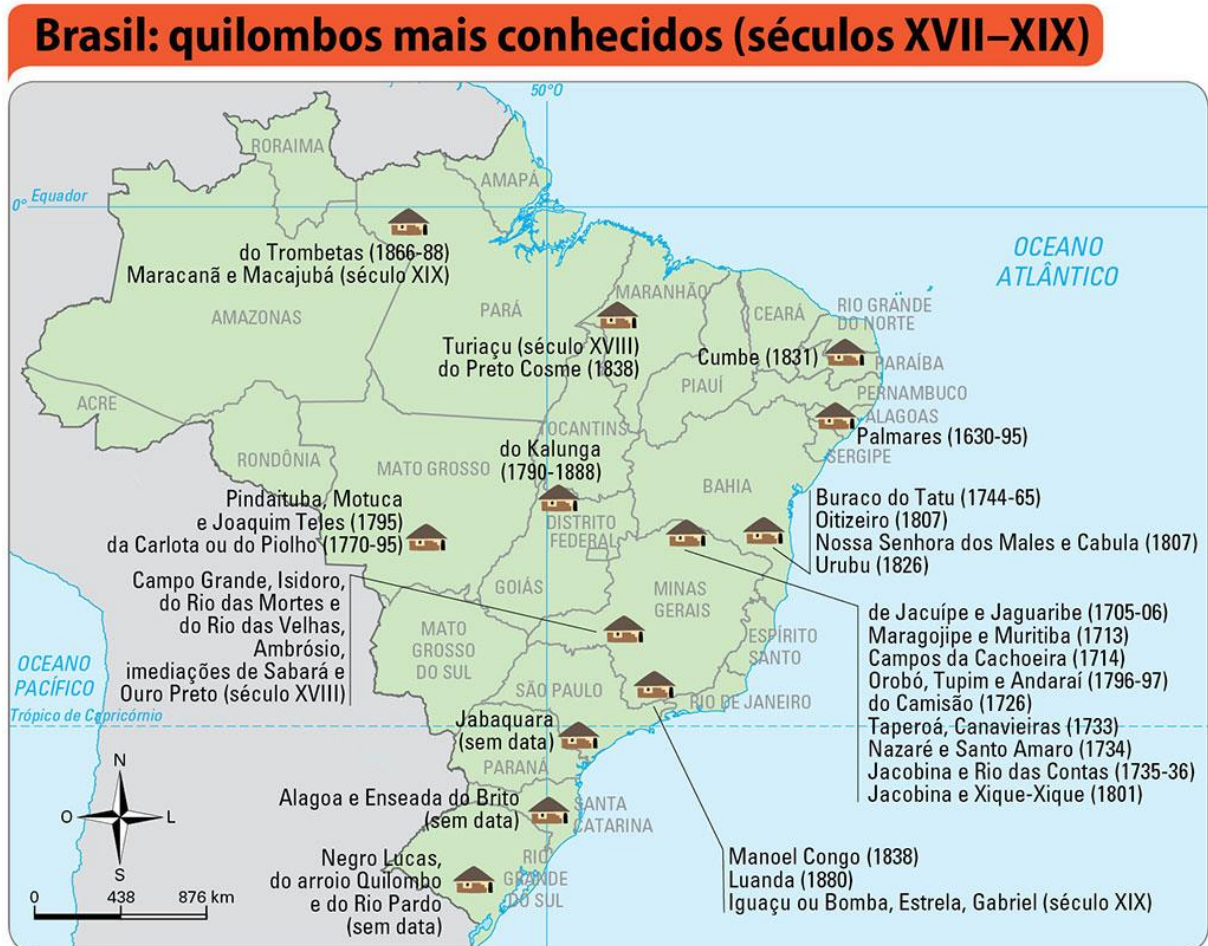 Brasil: quilombos mais conhecidos (séculos XVII–XIX)
50°O
RORAIMA
AMAPÁ
0° Equador
do Trombetas (1866-88)
Maracanã e Macajubá (século XIX)
OCEANO
ATLÂNTICO
AMAZONAS
PARÁ
MARANHÃO
CEARÁ
RIO GRANDE
DO NORTE
Turiaçu (século XVIII)
do Preto Cosme (1838)
Cumbe (1831)
PARAÍBA
PIAUÍ
PERNAMBUCO
ACRE
ALAGOAS
Palmares (1630-95)
SERGIPE
TOCANTINS
do Kalunga
(1790-1888)
RONDÔNIA
MATO GROSSO
BAHIA
Pindaituba, Motuca
e Joaquim Teles (1795)
da Carlota ou do Piolho (1770-95)
DISTRITO
FEDERAL
Buraco do Tatu (1744-65)
Oitizeiro (1807)
Nossa Senhora dos Males e Cabula (1807)
Urubu (1826)
Campo Grande, Isidoro,
do Rio das Mortes e
do Rio das Velhas,
Ambrósio,
imediações de Sabará e
Ouro Preto (século XVIII)
GOIÁS
MINAS
GERAIS
de Jacuípe e Jaguaribe (1705-06)
Maragojipe e Muritiba (1713)
Campos da Cachoeira (1714)
Orobó, Tupim e Andaraí (1796-97)
do Camisão (1726)
Taperoá, Canavieiras (1733)
Nazaré e Santo Amaro (1734)
Jacobina e Rio das Contas (1735-36)
Jacobina e Xique-Xique (1801)
MATO
GROSSO
DO SUL
ESPÍRITO
SANTO
OCEANO
PACÍFICO
SÃO PAULO
RIO DE JANEIRO
Trópico de Capricórnio
Jabaquara
(sem data)
PARANÁ
N
O
L
S
Alagoa e Enseada do Brito
(sem data)
SANTA
CATARINA
Negro Lucas,
do arroio Quilombo
e do Rio Pardo
(sem data)
RIO
GRANDE
DO SUL
Manoel Congo (1838)
Luanda (1880)
Iguaçu ou Bomba, Estrela, Gabriel (século XIX)
0 438 876 km